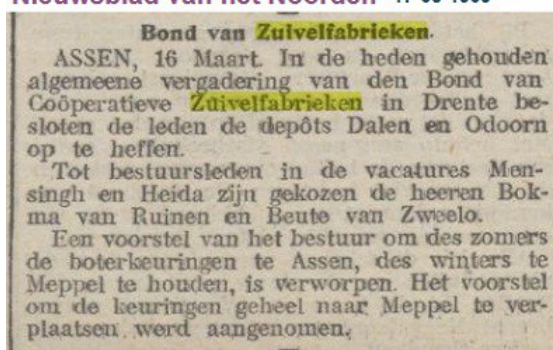 Bond van Zuivelfabrieken.
ASSEN, 16 Maart. In de heden gehouden
algemeene vergadering van den Bond van
Coöperatieve Zuivelfabrieken in Drente be-
sloten de leden de depôts Dalen en Odoorn
op te heffen.
Tot bestuursleden in de vacatures Men-
singh en Heida zijn gekozen de heeren Bok-
ma van Ruinen en Beute van Zweelo.
Een voorstel van het bestuur om des zomers
de boterkeuringen te Assen, des winters te
Meppel te houden, is verworpen. Het voorstel
om de keuringen geheel naar Meppel te ver-
plaatsen werd aangenomen.